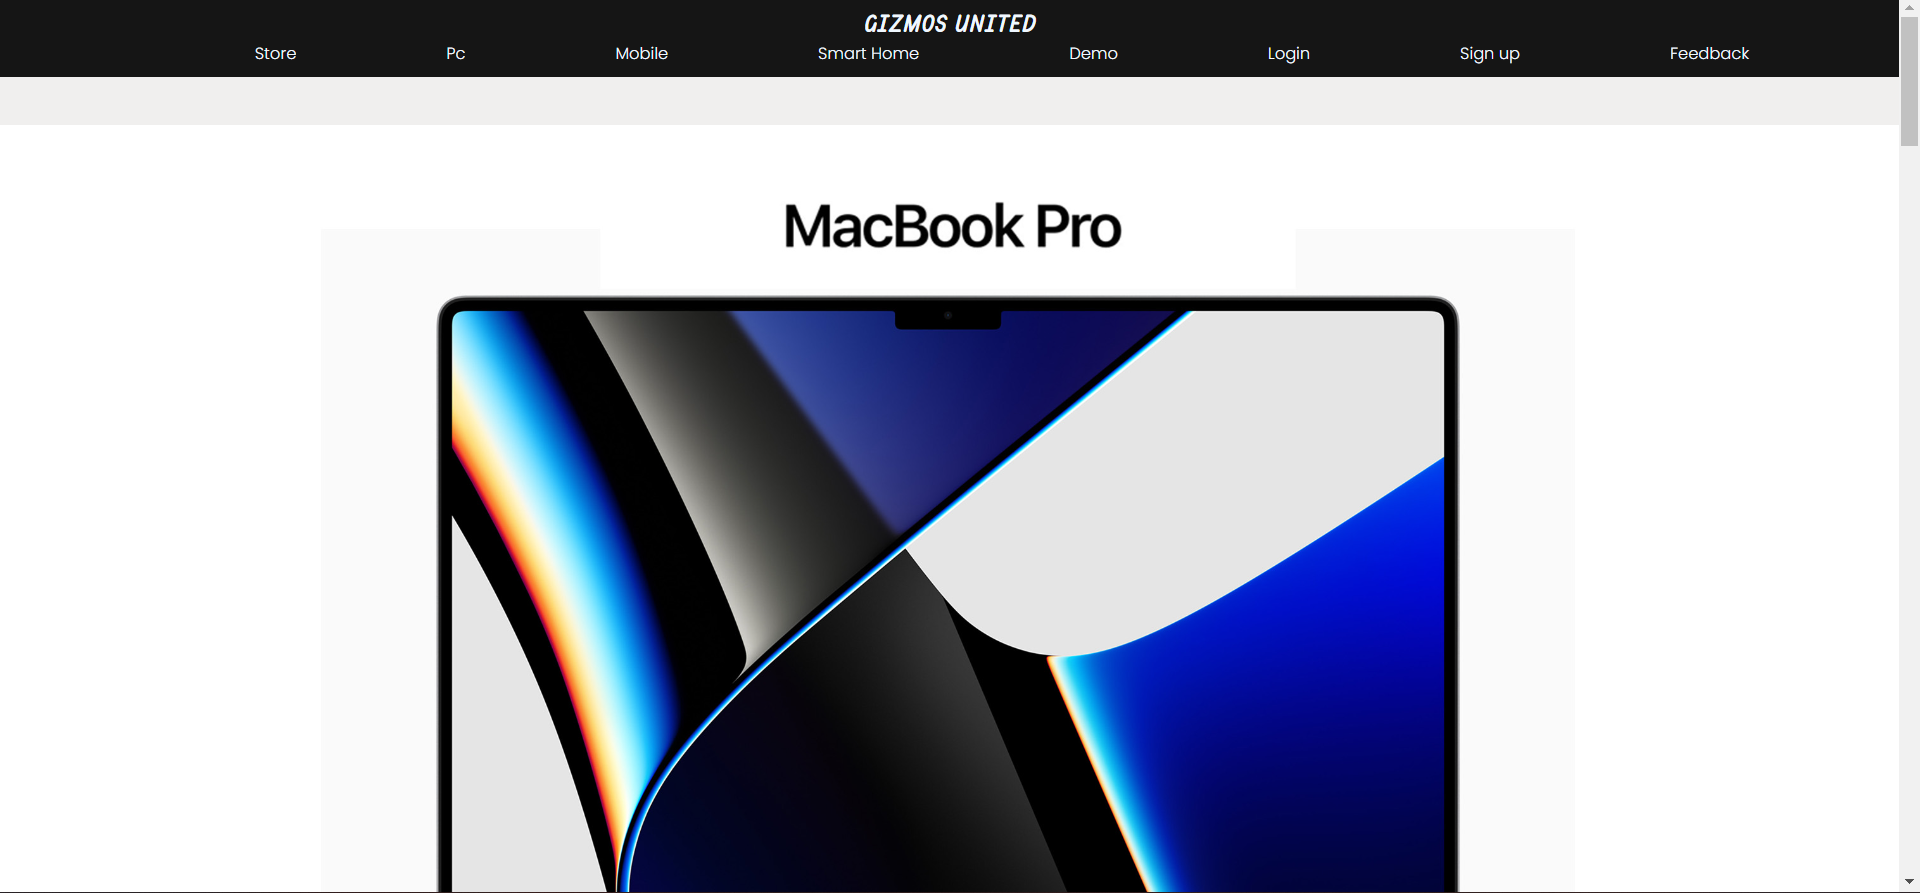 GIZMOS UNITED
Store Pc Mobile Smart Home Demo Login Sign up Feedback
MacBook Pro